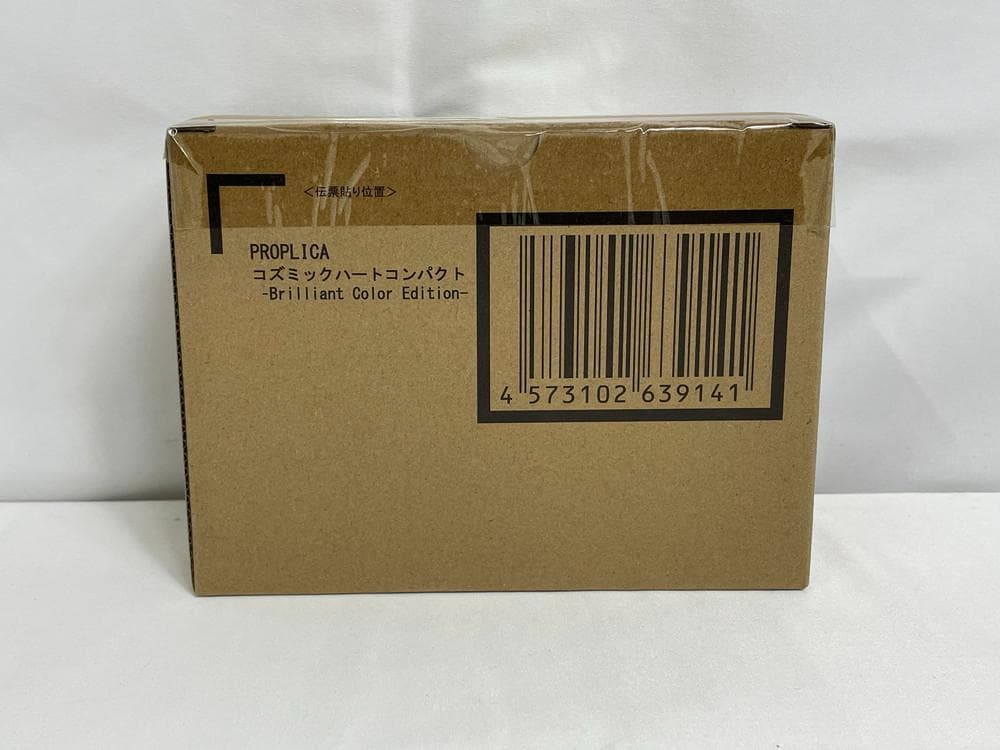 ＜伝票貼り位置＞
PROPLICA
コズミックハートコンパクト
-Brilliant Color Edition-
4 573102 639141